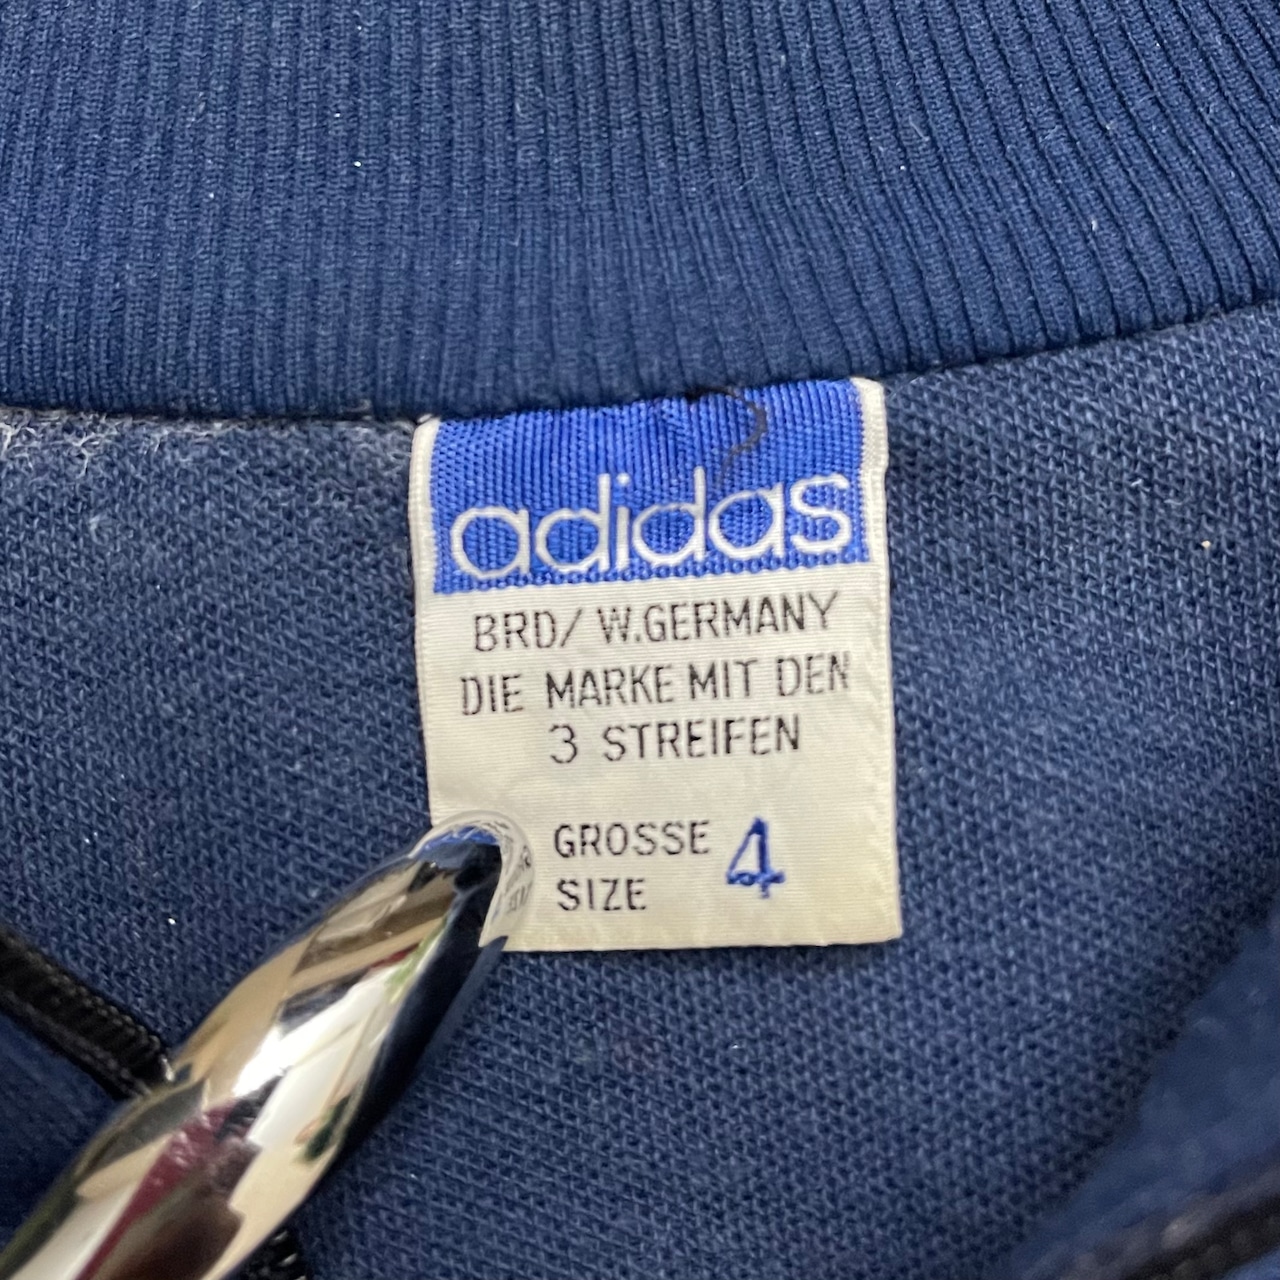 adidas
BRD/ W.GERMANY
DIE MARKE MIT DEN
3 STREIFEN
GROSSE 4
SIZE